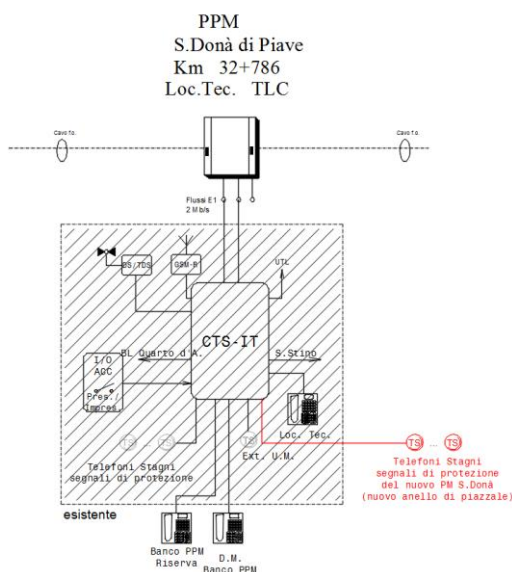 PPM
S.Donà di Piave
Km 32+786
Loc.Tec. TLC
Cavo f.o.
Cavo f.o.
Flussi E1
2 Mb/s
DS/TDS
GSM-R
UTL
CTS-IT
BL Quarto d'A.
S.Stino
I/O
ACC
Pres./
Impres.
Loc. Tec.
TS ... TS
TS
Ext. U.M.
TS ... TS
Telefoni Stagni
segnali di protezione
Telefoni Stagni
segnali di protezione
del nuovo PM S.Donà
(nuovo anello di piazzale)
esistente
Banco PPM
Riserva
D.M.
Banco PPM